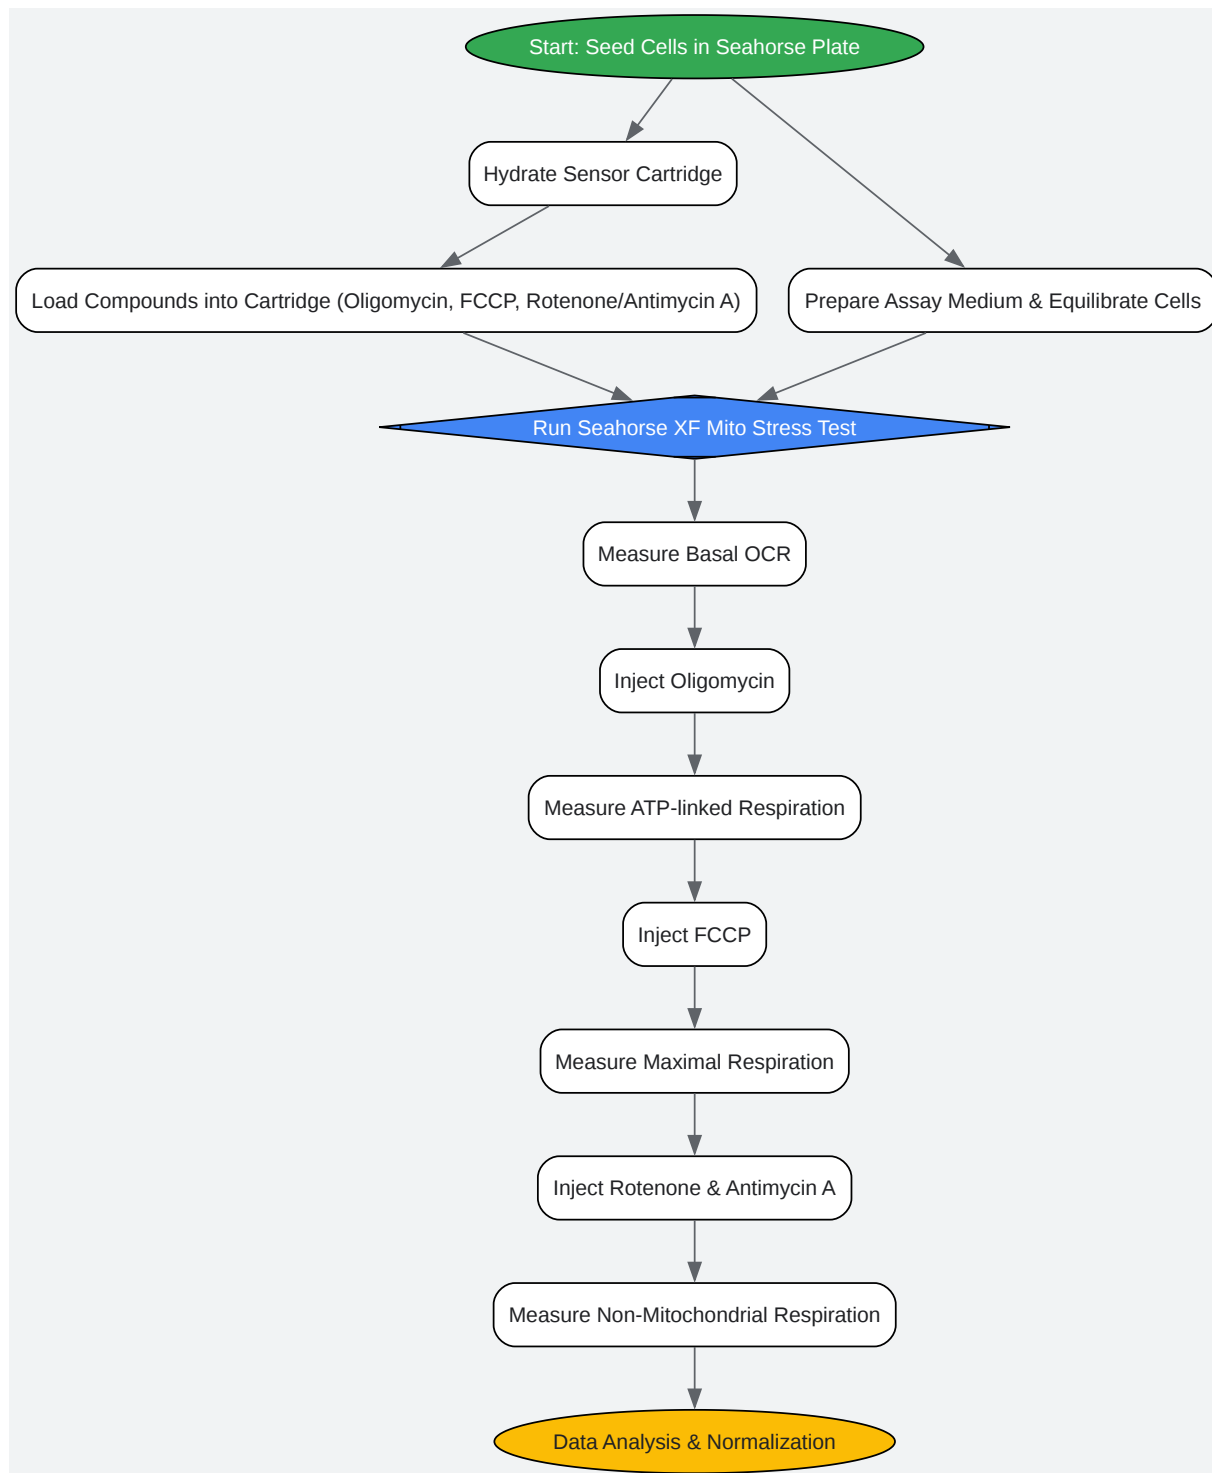 Start: Seed Cells in Seahorse Plate
Hydrate Sensor Cartridge
Load Compounds into Cartridge (Oligomycin, FCCP, Rotenone/Antimycin A)
Prepare Assay Medium & Equilibrate Cells
Run Seahorse XF Mito Stress Test
Measure Basal OCR
Inject Oligomycin
Measure ATP-linked Respiration
Inject FCCP
Measure Maximal Respiration
Inject Rotenone & Antimycin A
Measure Non-Mitochondrial Respiration
Data Analysis & Normalization